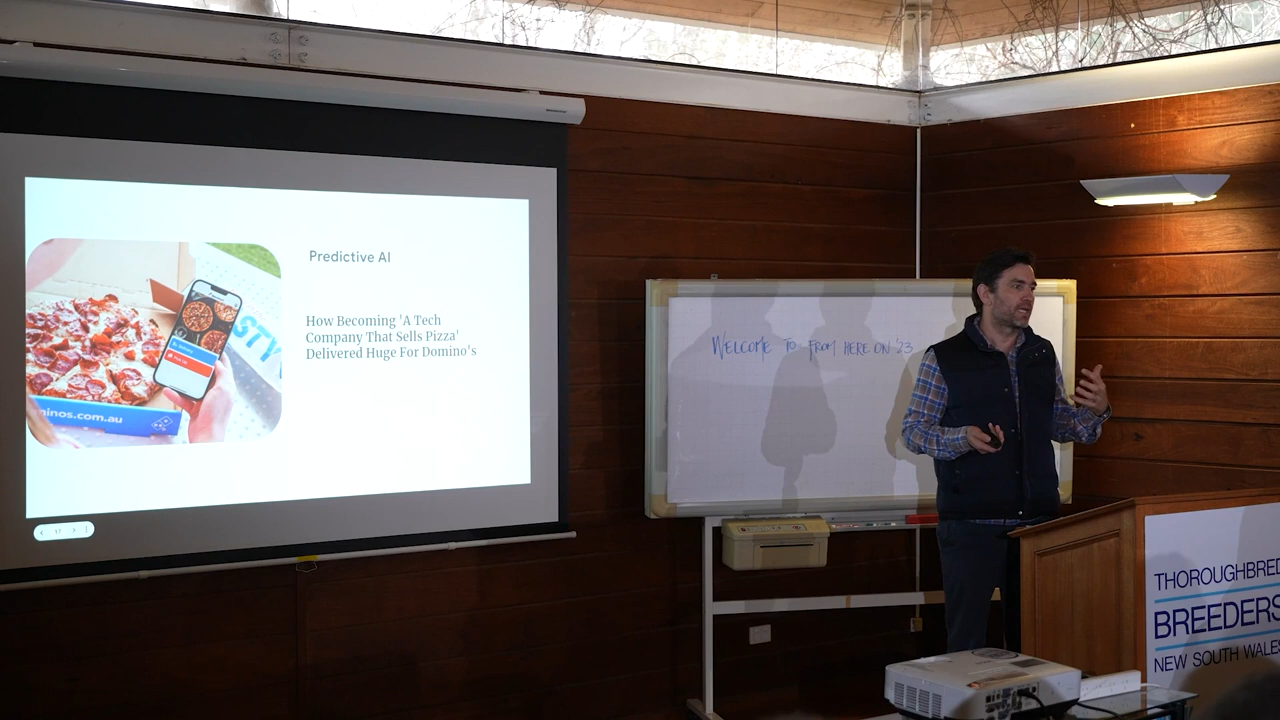 Predictive AI
How Becoming 'A Tech
Company That Sells Pizza'
Delivered Huge For Domino's
minos.com.au
STY
WELCOME TO FROM HERE ON '23
THOROUGHBRED
BREEDERS
NEW SOUTH WALES